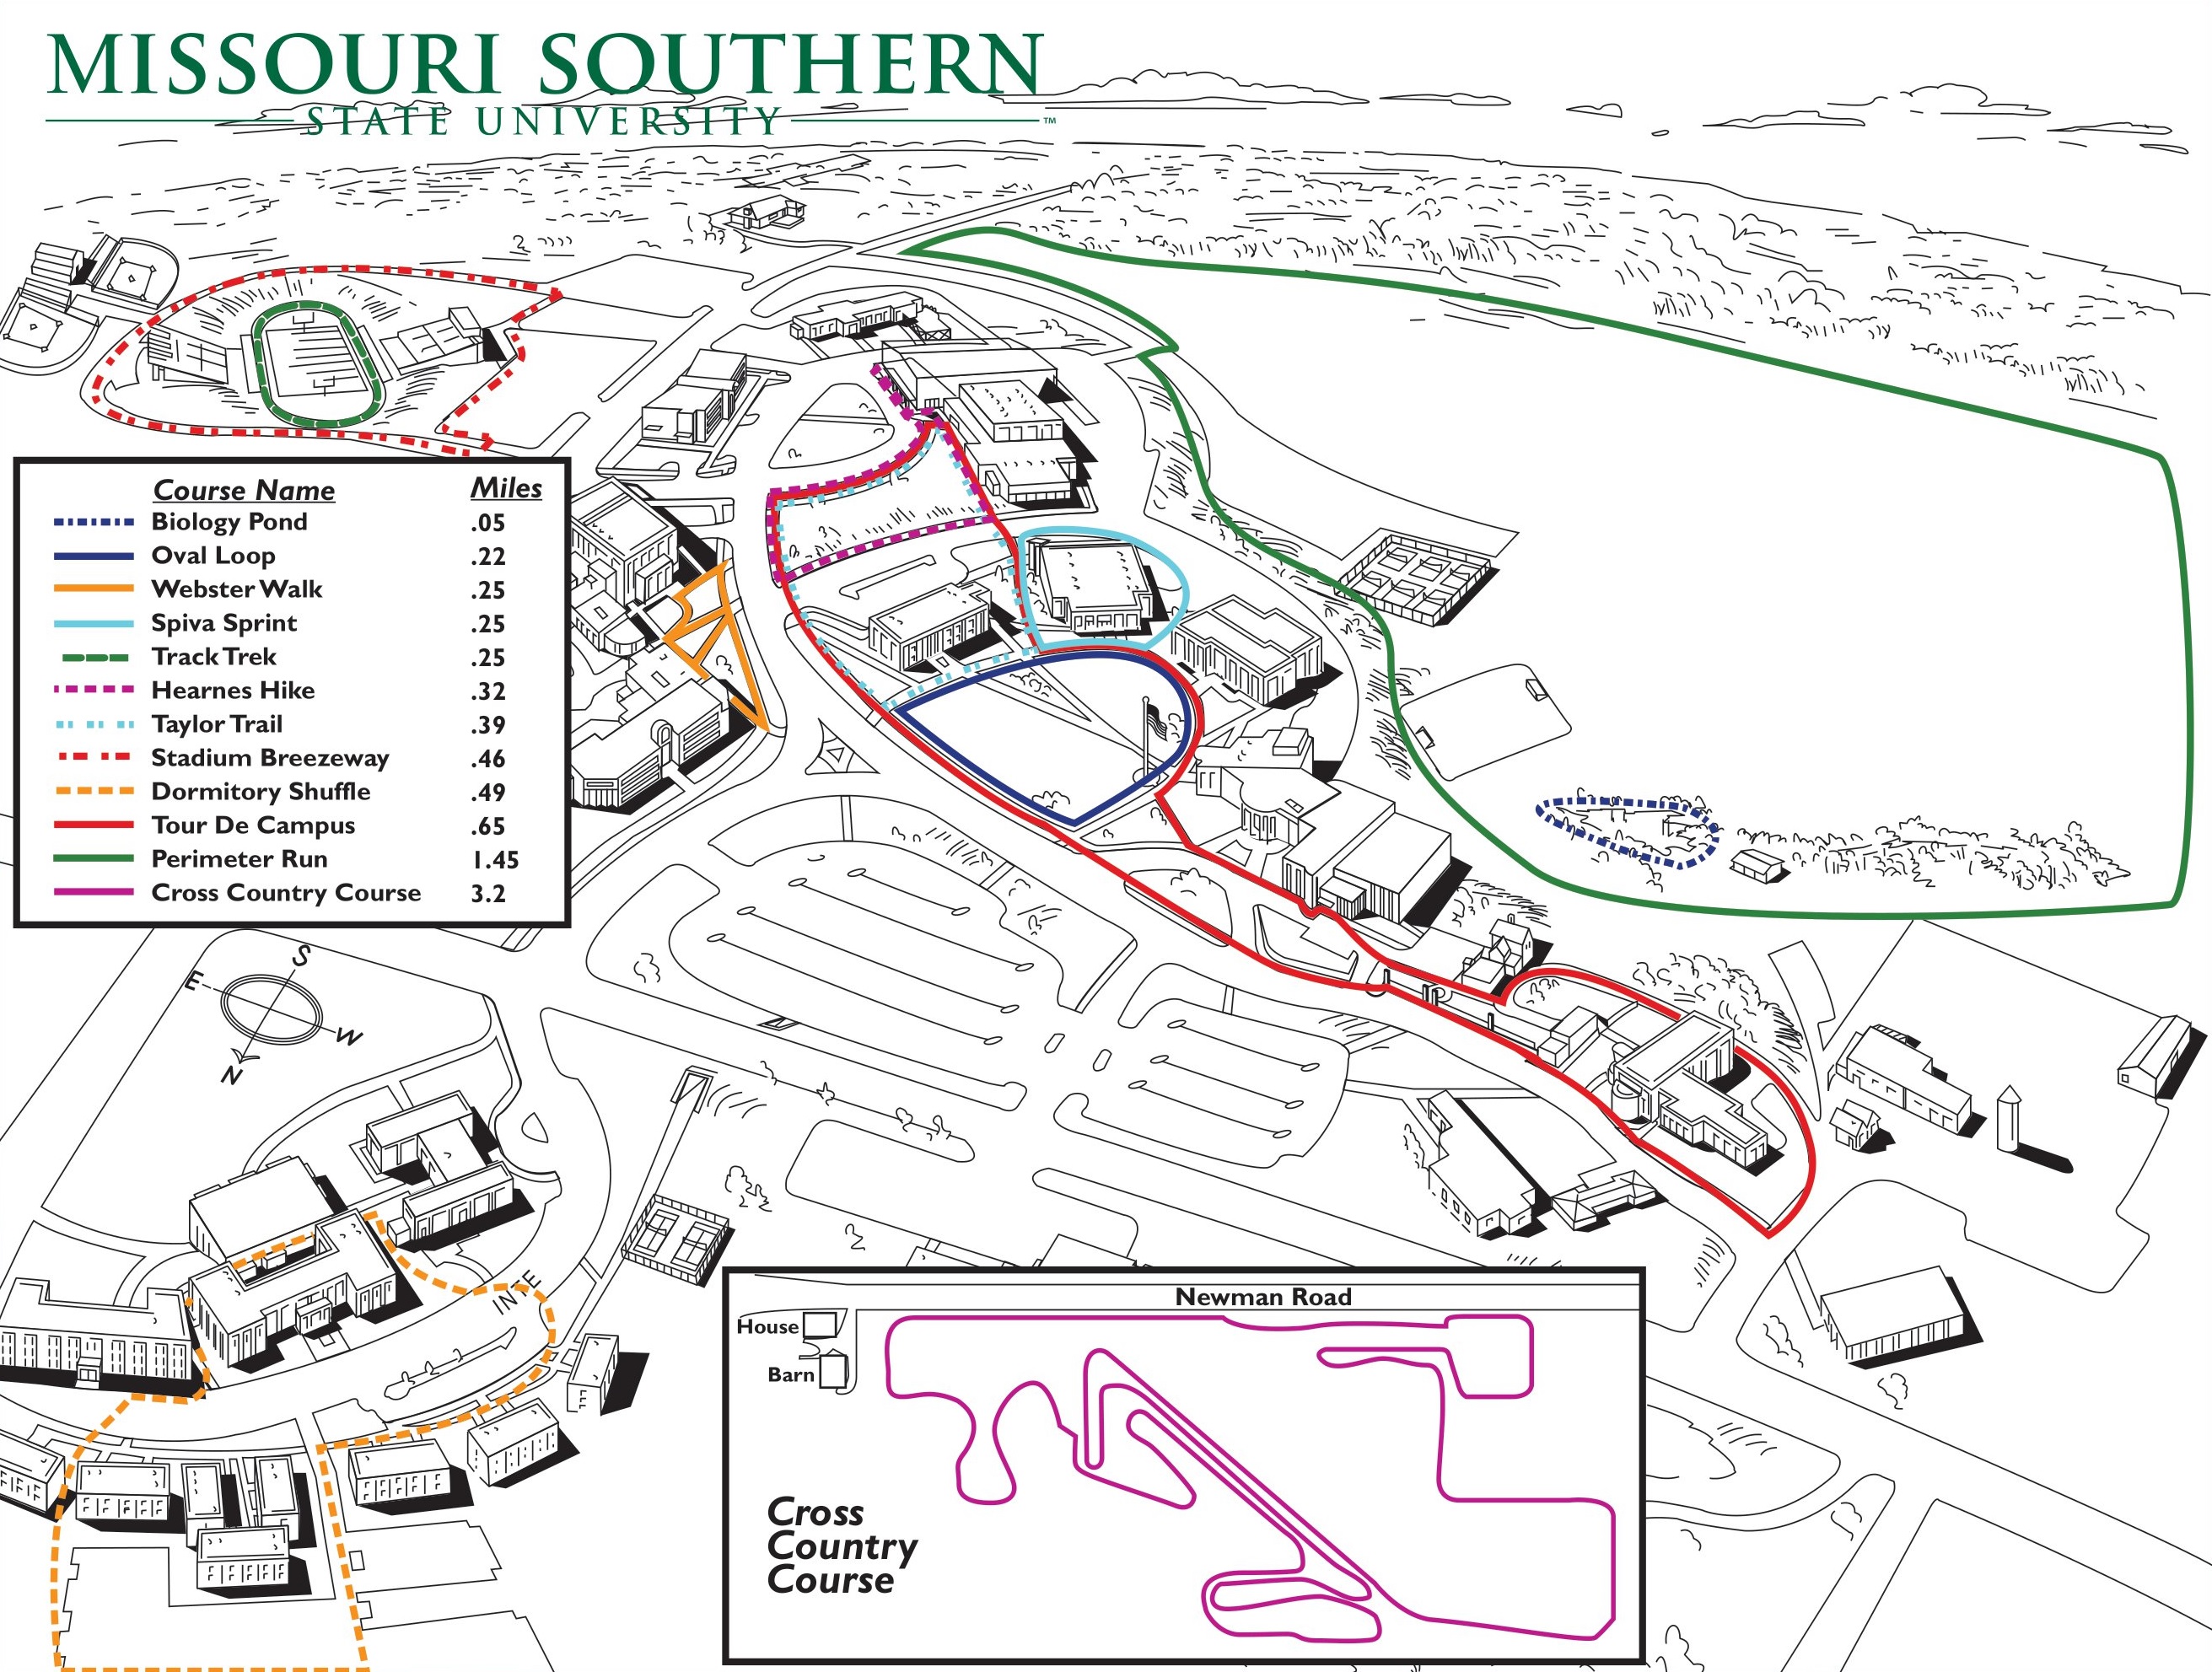 MISSOURI SOUTHERN
STATE UNIVERSITY ™
Course Name Miles
Biology Pond .05
Oval Loop .22
Webster Walk .25
Spiva Sprint .25
Track Trek .25
Hearnes Hike .32
Taylor Trail .39
Stadium Breezeway .46
Dormitory Shuffle .49
Tour De Campus .65
Perimeter Run 1.45
Cross Country Course 3.2
S
E
W
N
Newman Road
House
Barn
Cross
Country
Course